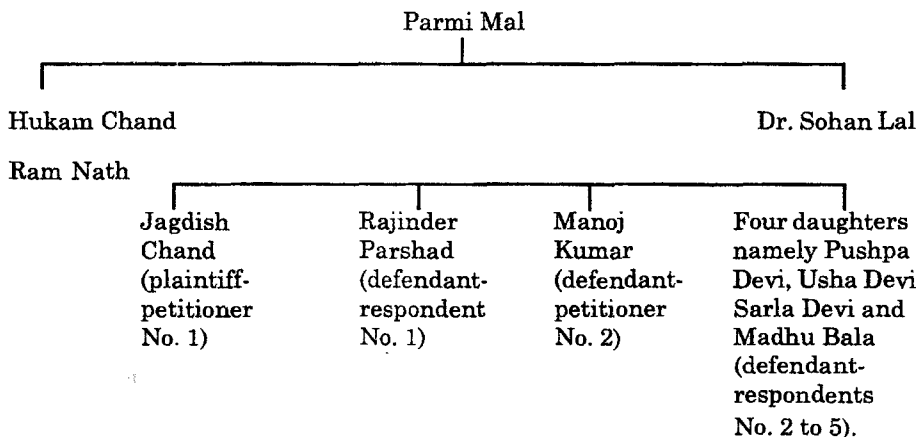 Parmi Mal
Hukam Chand
Dr. Sohan Lal
Ram Nath
Jagdish
Chand
(plaintiff-
petitioner
No. 1)
Rajinder
Parshad
(defendant-
respondent
No. 1)
Manoj
Kumar
(defendant-
petitioner
No. 2)
Four daughters
namely Pushpa
Devi, Usha Devi
Sarla Devi and
Madhu Bala
(defendant-
respondents
No. 2 to 5).